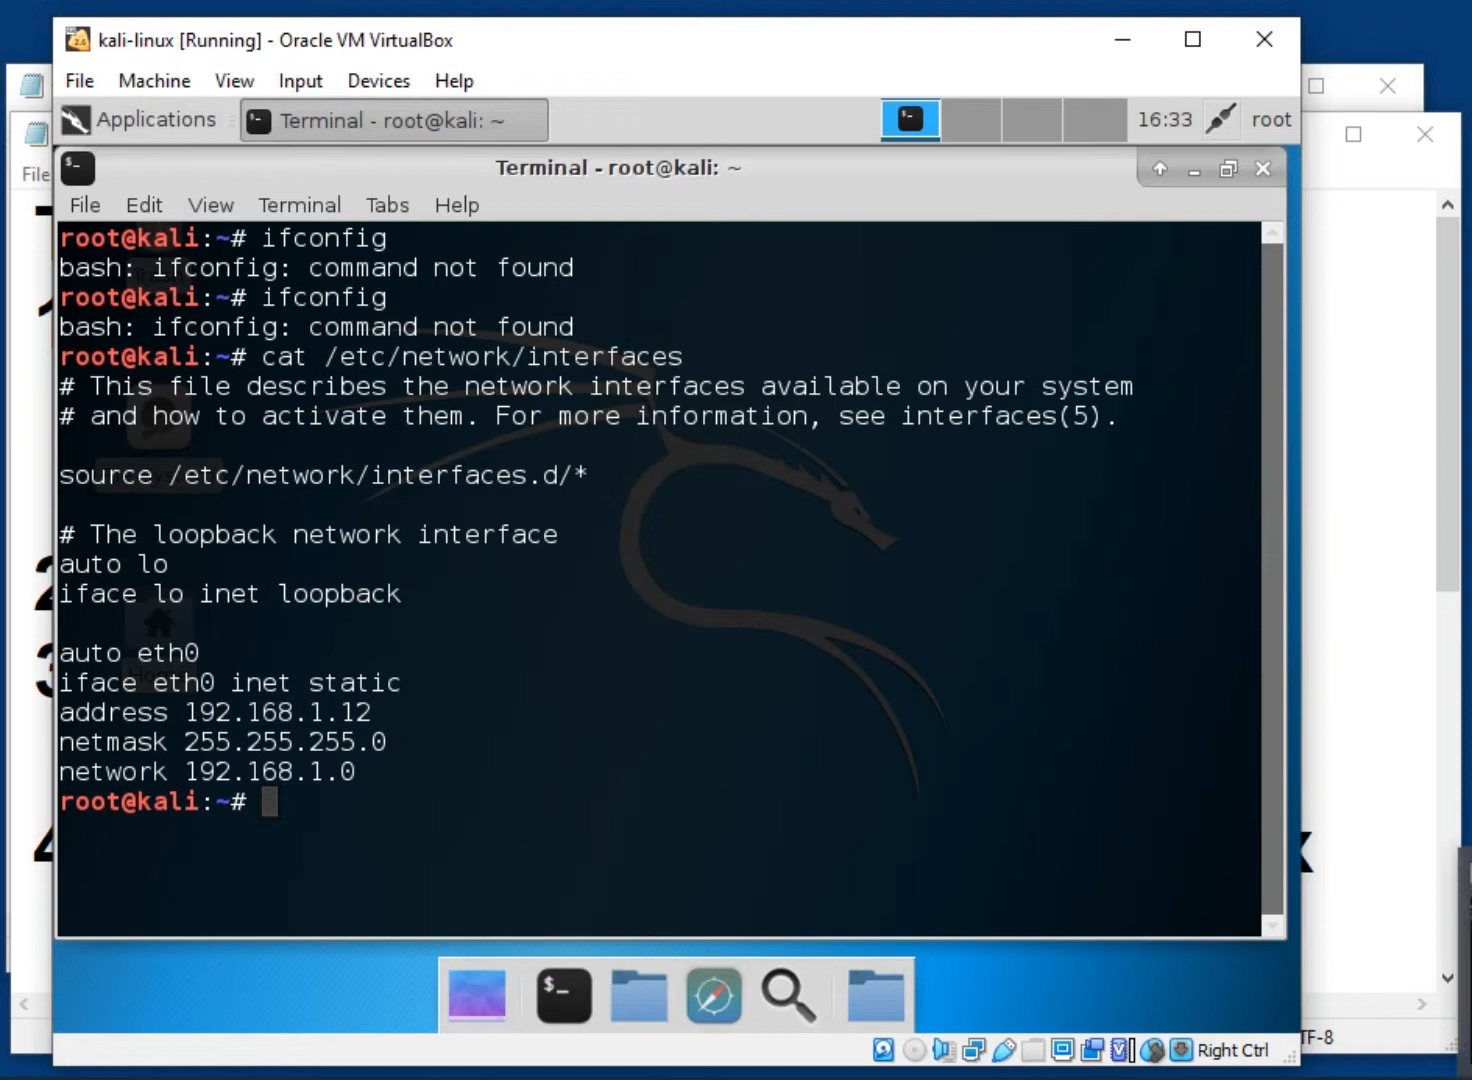 kali-linux [Running] - Oracle VM VirtualBox
File Machine View Input Devices Help
Applications Terminal - root@kali: ~ 16:33 root
File
Terminal - root@kali: ~
File Edit View Terminal Tabs Help
root@kali:~# ifconfig
bash: ifconfig: command not found
root@kali:~# ifconfig
bash: ifconfig: command not found
root@kali:~# cat /etc/network/interfaces
# This file describes the network interfaces available on your system
# and how to activate them. For more information, see interfaces(5).
source /etc/network/interfaces.d/*
# The loopback network interface
auto lo
iface lo inet loopback
auto eth0
iface eth0 inet static
address 192.168.1.12
netmask 255.255.255.0
network 192.168.1.0
root@kali:~#
Right Ctrl
TF-8